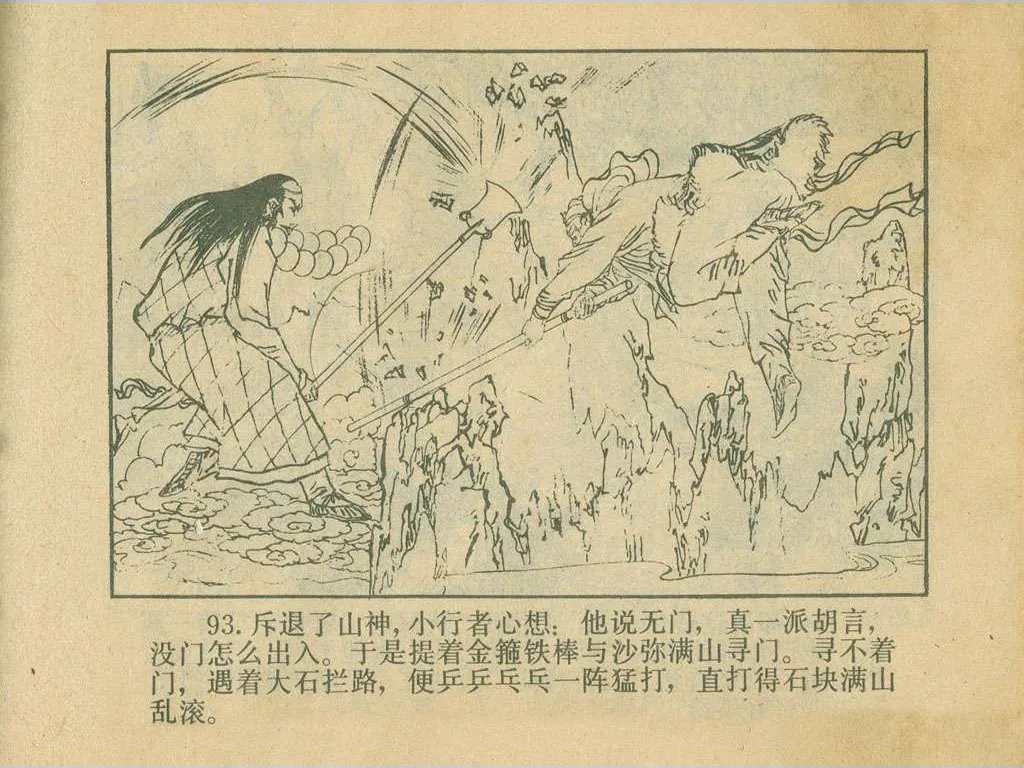 93.斥退了山神,小行者心想：他说无门，真一派胡言，
没门怎么出入。于是提着金箍铁棒与沙弥满山寻门。寻不着
门，遇着大石拦路，便乒乒乓乓一阵猛打，直打得石块满山
乱滚。